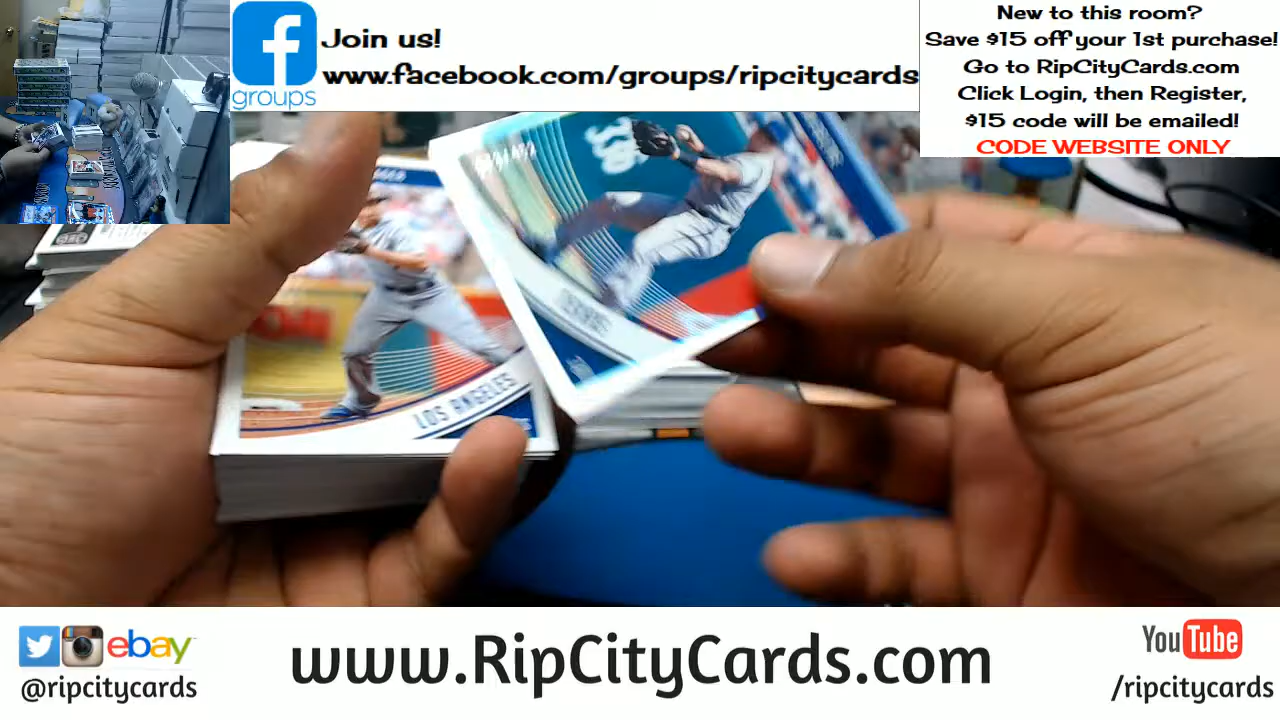 Join us!
www.facebook.com/groups/ripcitycards
groups
New to this room?
Save $15 off your 1st purchase!
Go to RipCityCards.com
Click Login, then Register,
$15 code will be emailed!
CODE WEBSITE ONLY
LOS ANGELES
ebay
@ripcitycards
www.RipCityCards.com
YouTube
/ripcitycards